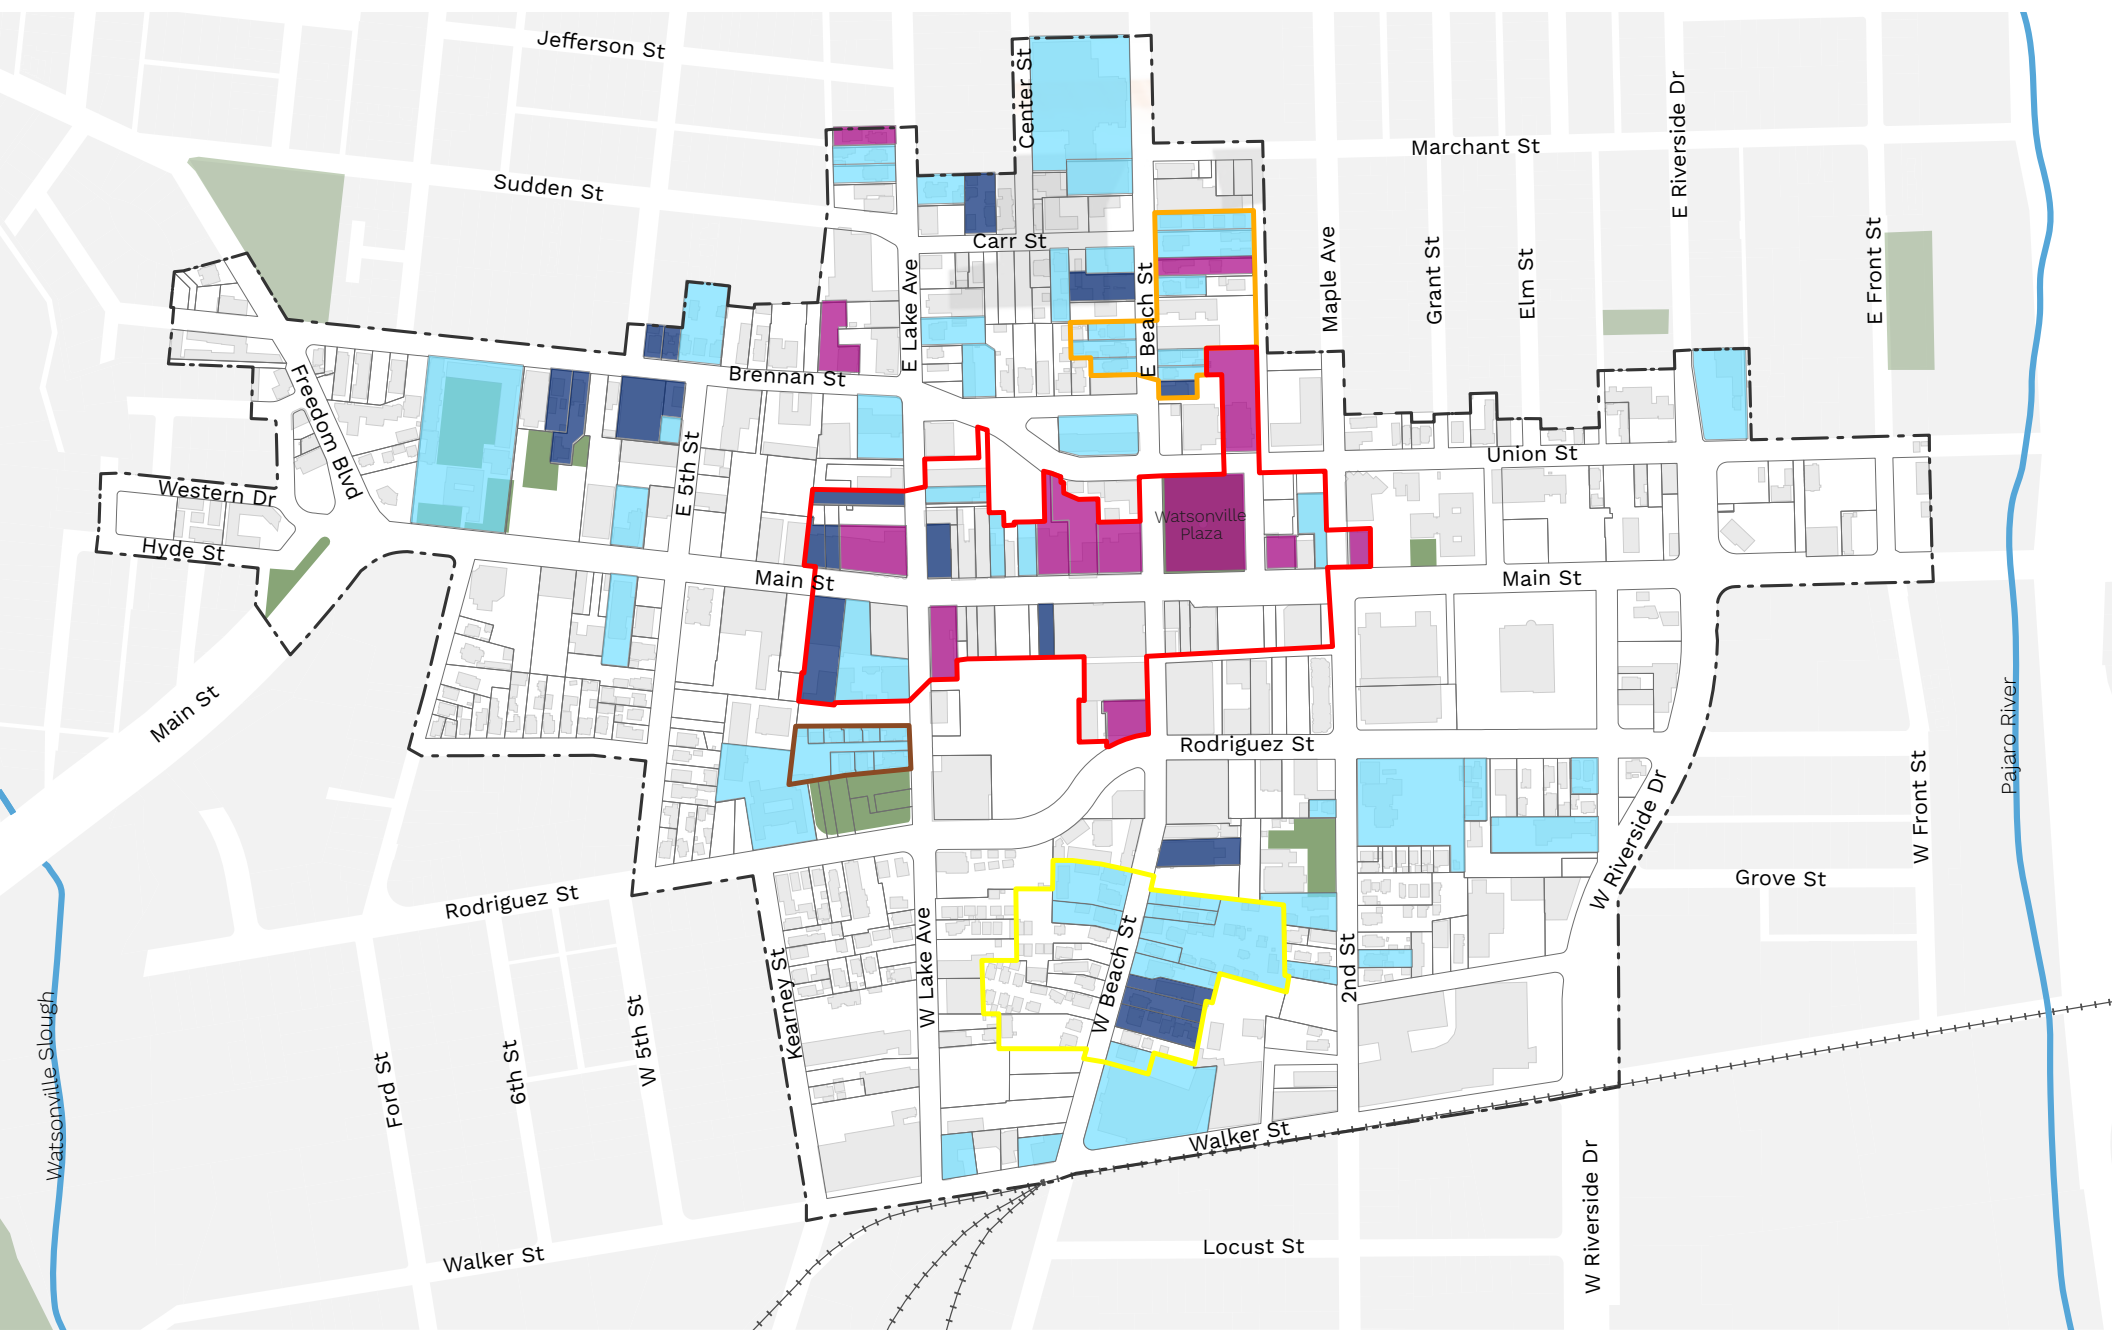 Jefferson St
Center St
E Riverside Dr
Marchant St
Sudden St
Carr St
E Lake Ave
E Beach St
Maple Ave
Grant St
Elm St
E Front St
Brennan St
Freedom Blvd
E 5th St
Union St
Western Dr
Hyde St
Watsonville
Plaza
Main St
Main St
Main St
Rodriguez St
Pajaro River
W Front St
W Riverside Dr
Grove St
Rodriguez St
W Lake Ave
W Beach St
2nd St
Kearney St
Watsonville Slough
Ford St
6th St
W 5th St
Walker St
W Riverside Dr
Walker St
Locust St